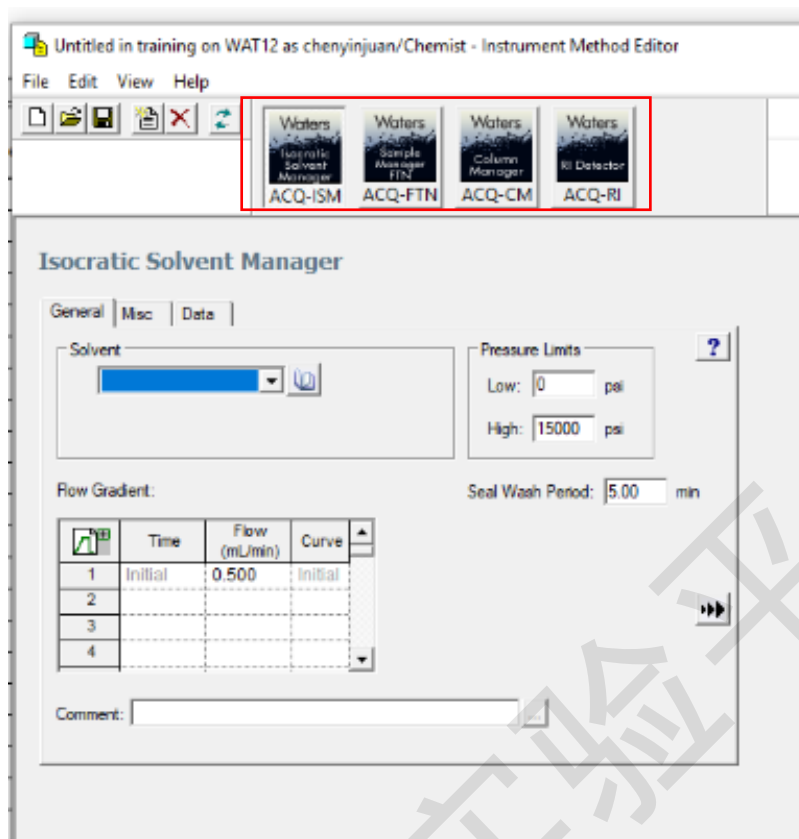 Untitled in training on WAT12 as chenyinjuan/Chemist - Instrument Method Editor
File Edit View Help
Waters Waters Waters Waters
Isocratic Solvent Manager Sample Manager FTN Column Manager RI Detector
ACQ-ISM ACQ-FTN ACQ-CM ACQ-RI
Isocratic Solvent Manager
General Misc Data
Solvent Pressure Limits ?
Low: 0 psi
High: 15000 psi
Flow Gradient: Seal Wash Period: 5.00 min
Time Flow (mL/min) Curve
1 Initial 0.500 Initial
2
3
4
Comment: ...
实验平